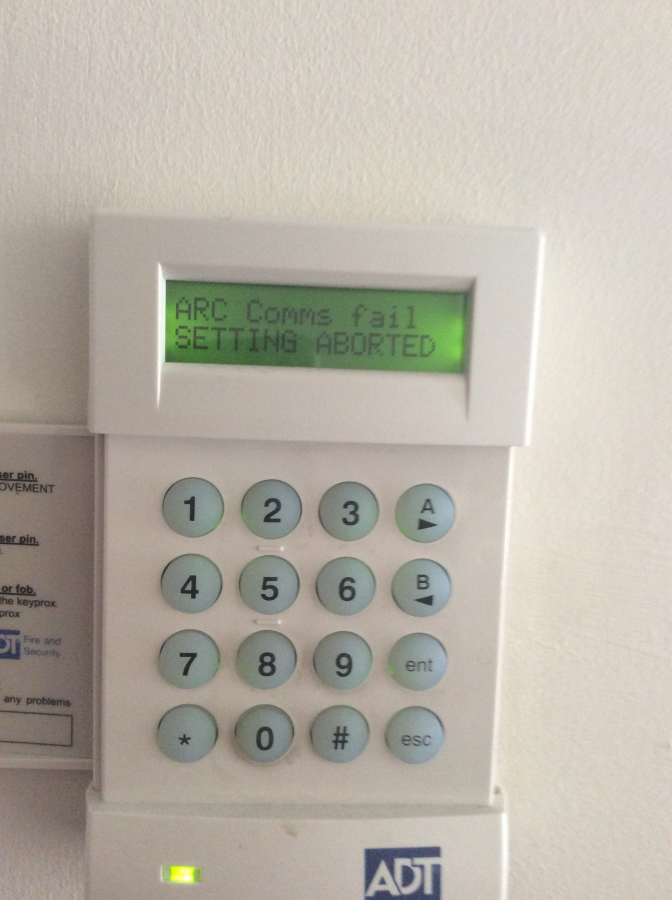 ARC Comms fail
SETTING ABORTED
1 2 3 A
4 5 6 B
7 8 9 ent
* 0 # esc
ADT
ser pin.
OVEMENT
ser pin.
or fob.
the keyprox
prox
Fire and
Security
any problems